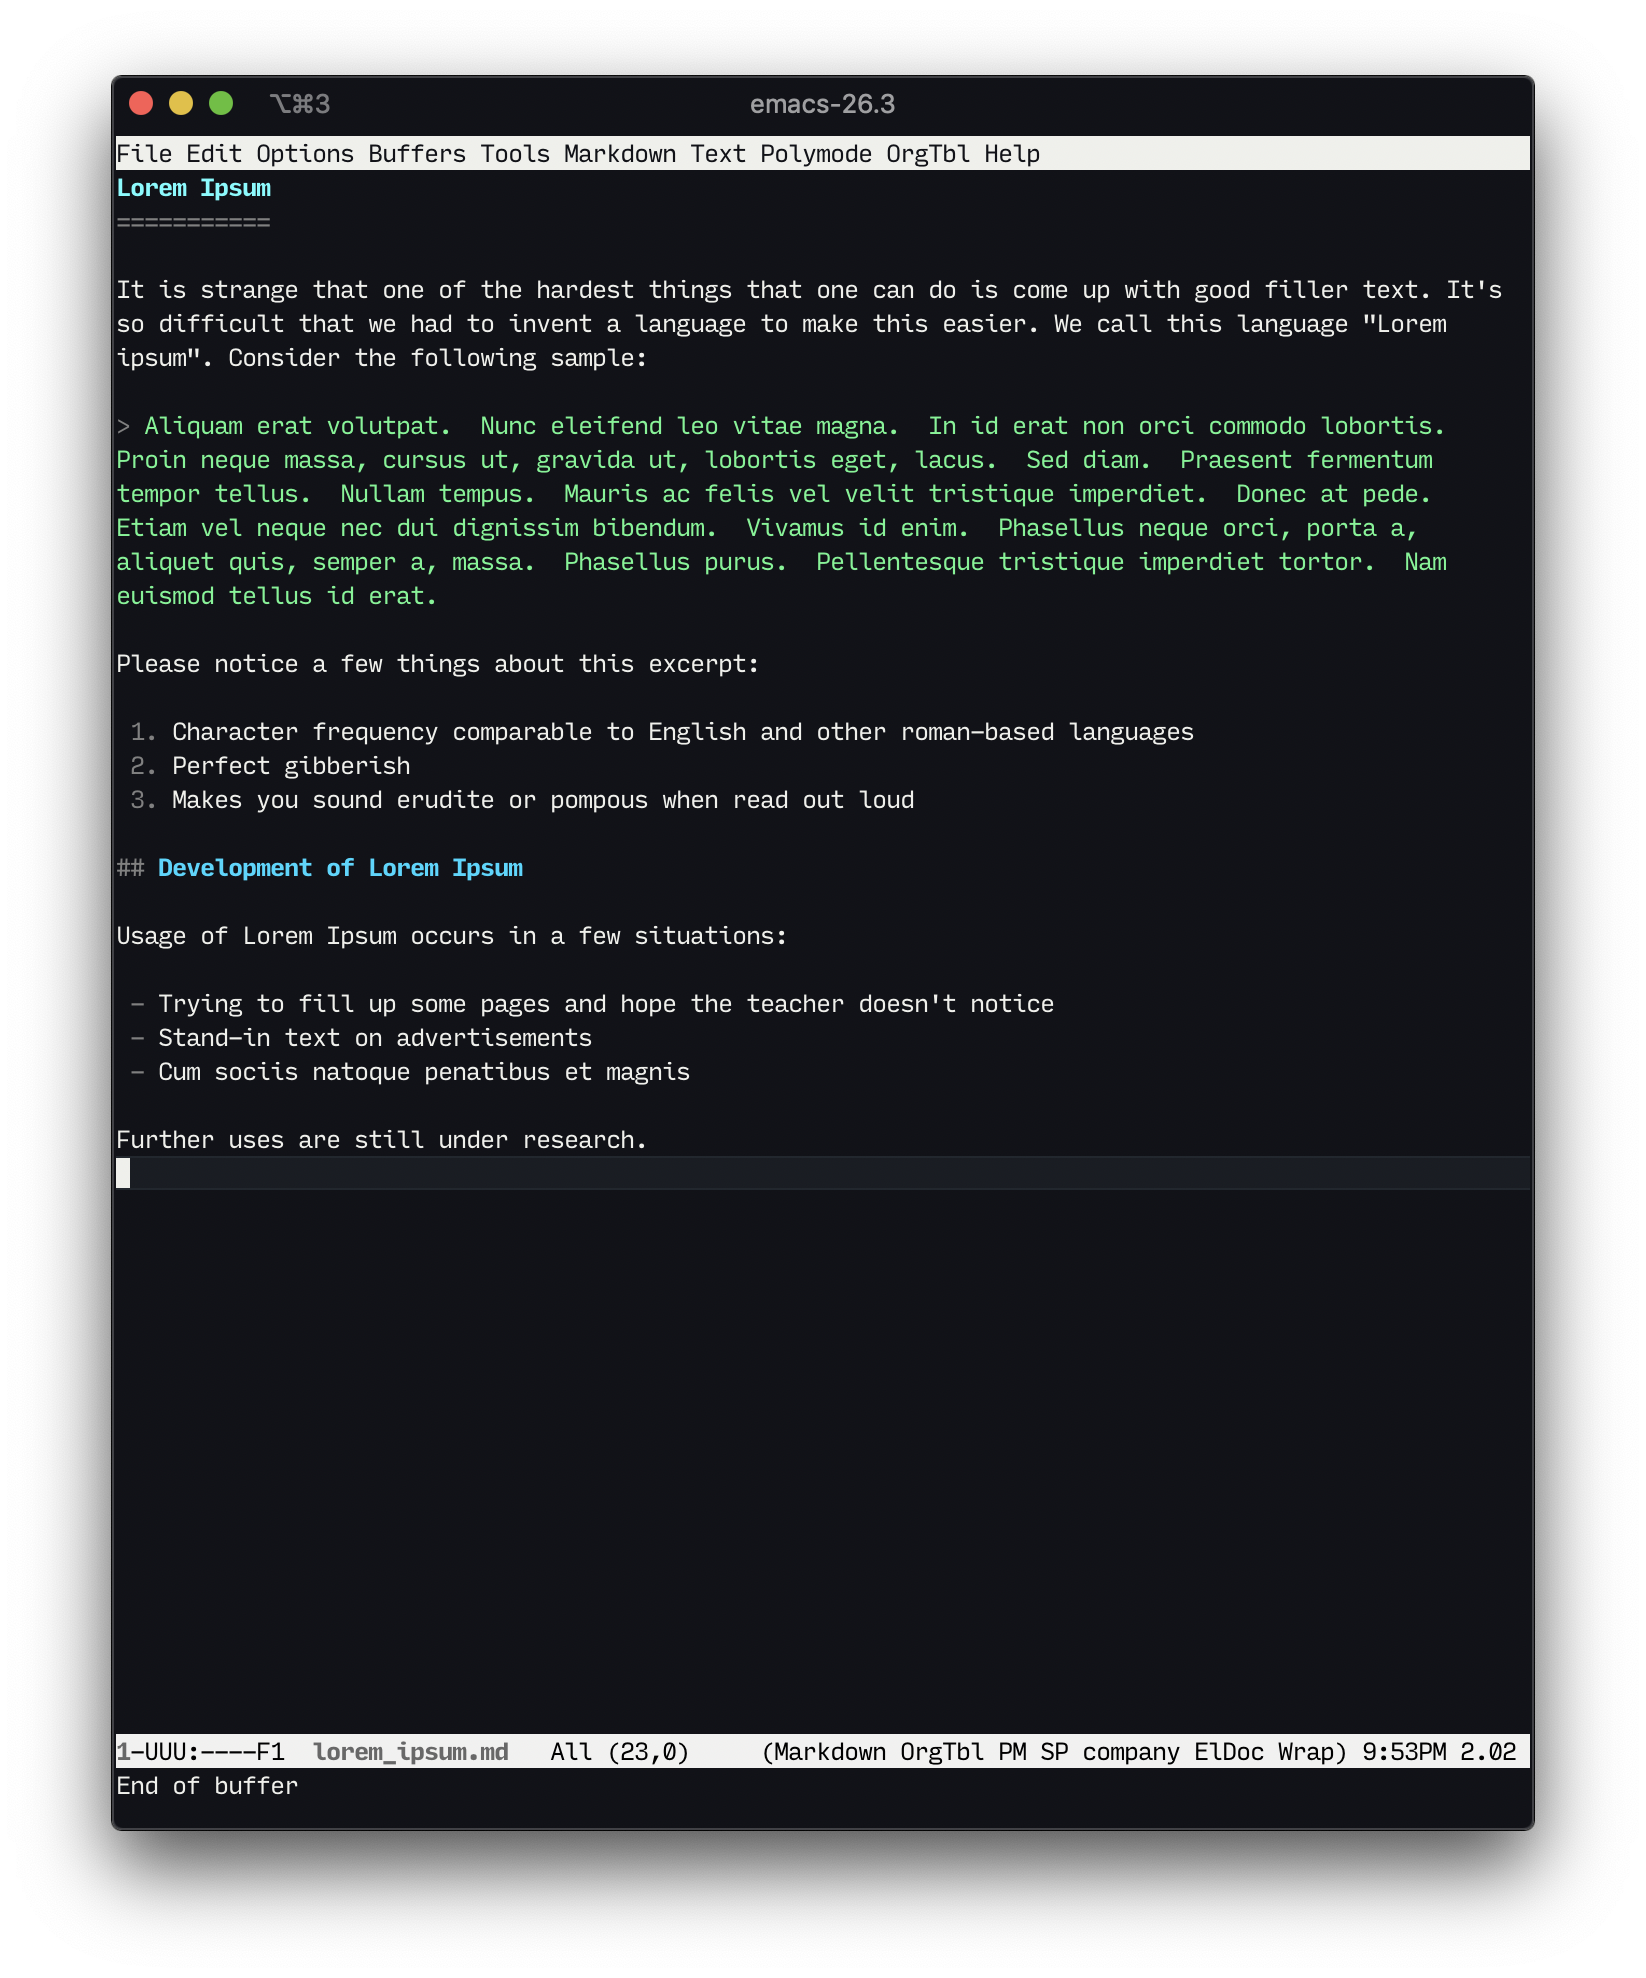 ⌥⌘3 emacs-26.3
File Edit Options Buffers Tools Markdown Text Polymode OrgTbl Help
Lorem Ipsum
===========
It is strange that one of the hardest things that one can do is come up with good filler text. It's
so difficult that we had to invent a language to make this easier. We call this language "Lorem
ipsum". Consider the following sample:
> Aliquam erat volutpat.  Nunc eleifend leo vitae magna.  In id erat non orci commodo lobortis.
Proin neque massa, cursus ut, gravida ut, lobortis eget, lacus.  Sed diam.  Praesent fermentum
tempor tellus.  Nullam tempus.  Mauris ac felis vel velit tristique imperdiet.  Donec at pede.
Etiam vel neque nec dui dignissim bibendum.  Vivamus id enim.  Phasellus neque orci, porta a,
aliquet quis, semper a, massa.  Phasellus purus.  Pellentesque tristique imperdiet tortor.  Nam
euismod tellus id erat.
Please notice a few things about this excerpt:
1. Character frequency comparable to English and other roman-based languages
2. Perfect gibberish
3. Makes you sound erudite or pompous when read out loud
## Development of Lorem Ipsum
Usage of Lorem Ipsum occurs in a few situations:
- Trying to fill up some pages and hope the teacher doesn't notice
- Stand-in text on advertisements
- Cum sociis natoque penatibus et magnis
Further uses are still under research.
1-UUU:----F1  lorem_ipsum.md   All (23,0)     (Markdown OrgTbl PM SP company ElDoc Wrap) 9:53PM 2.02
End of buffer